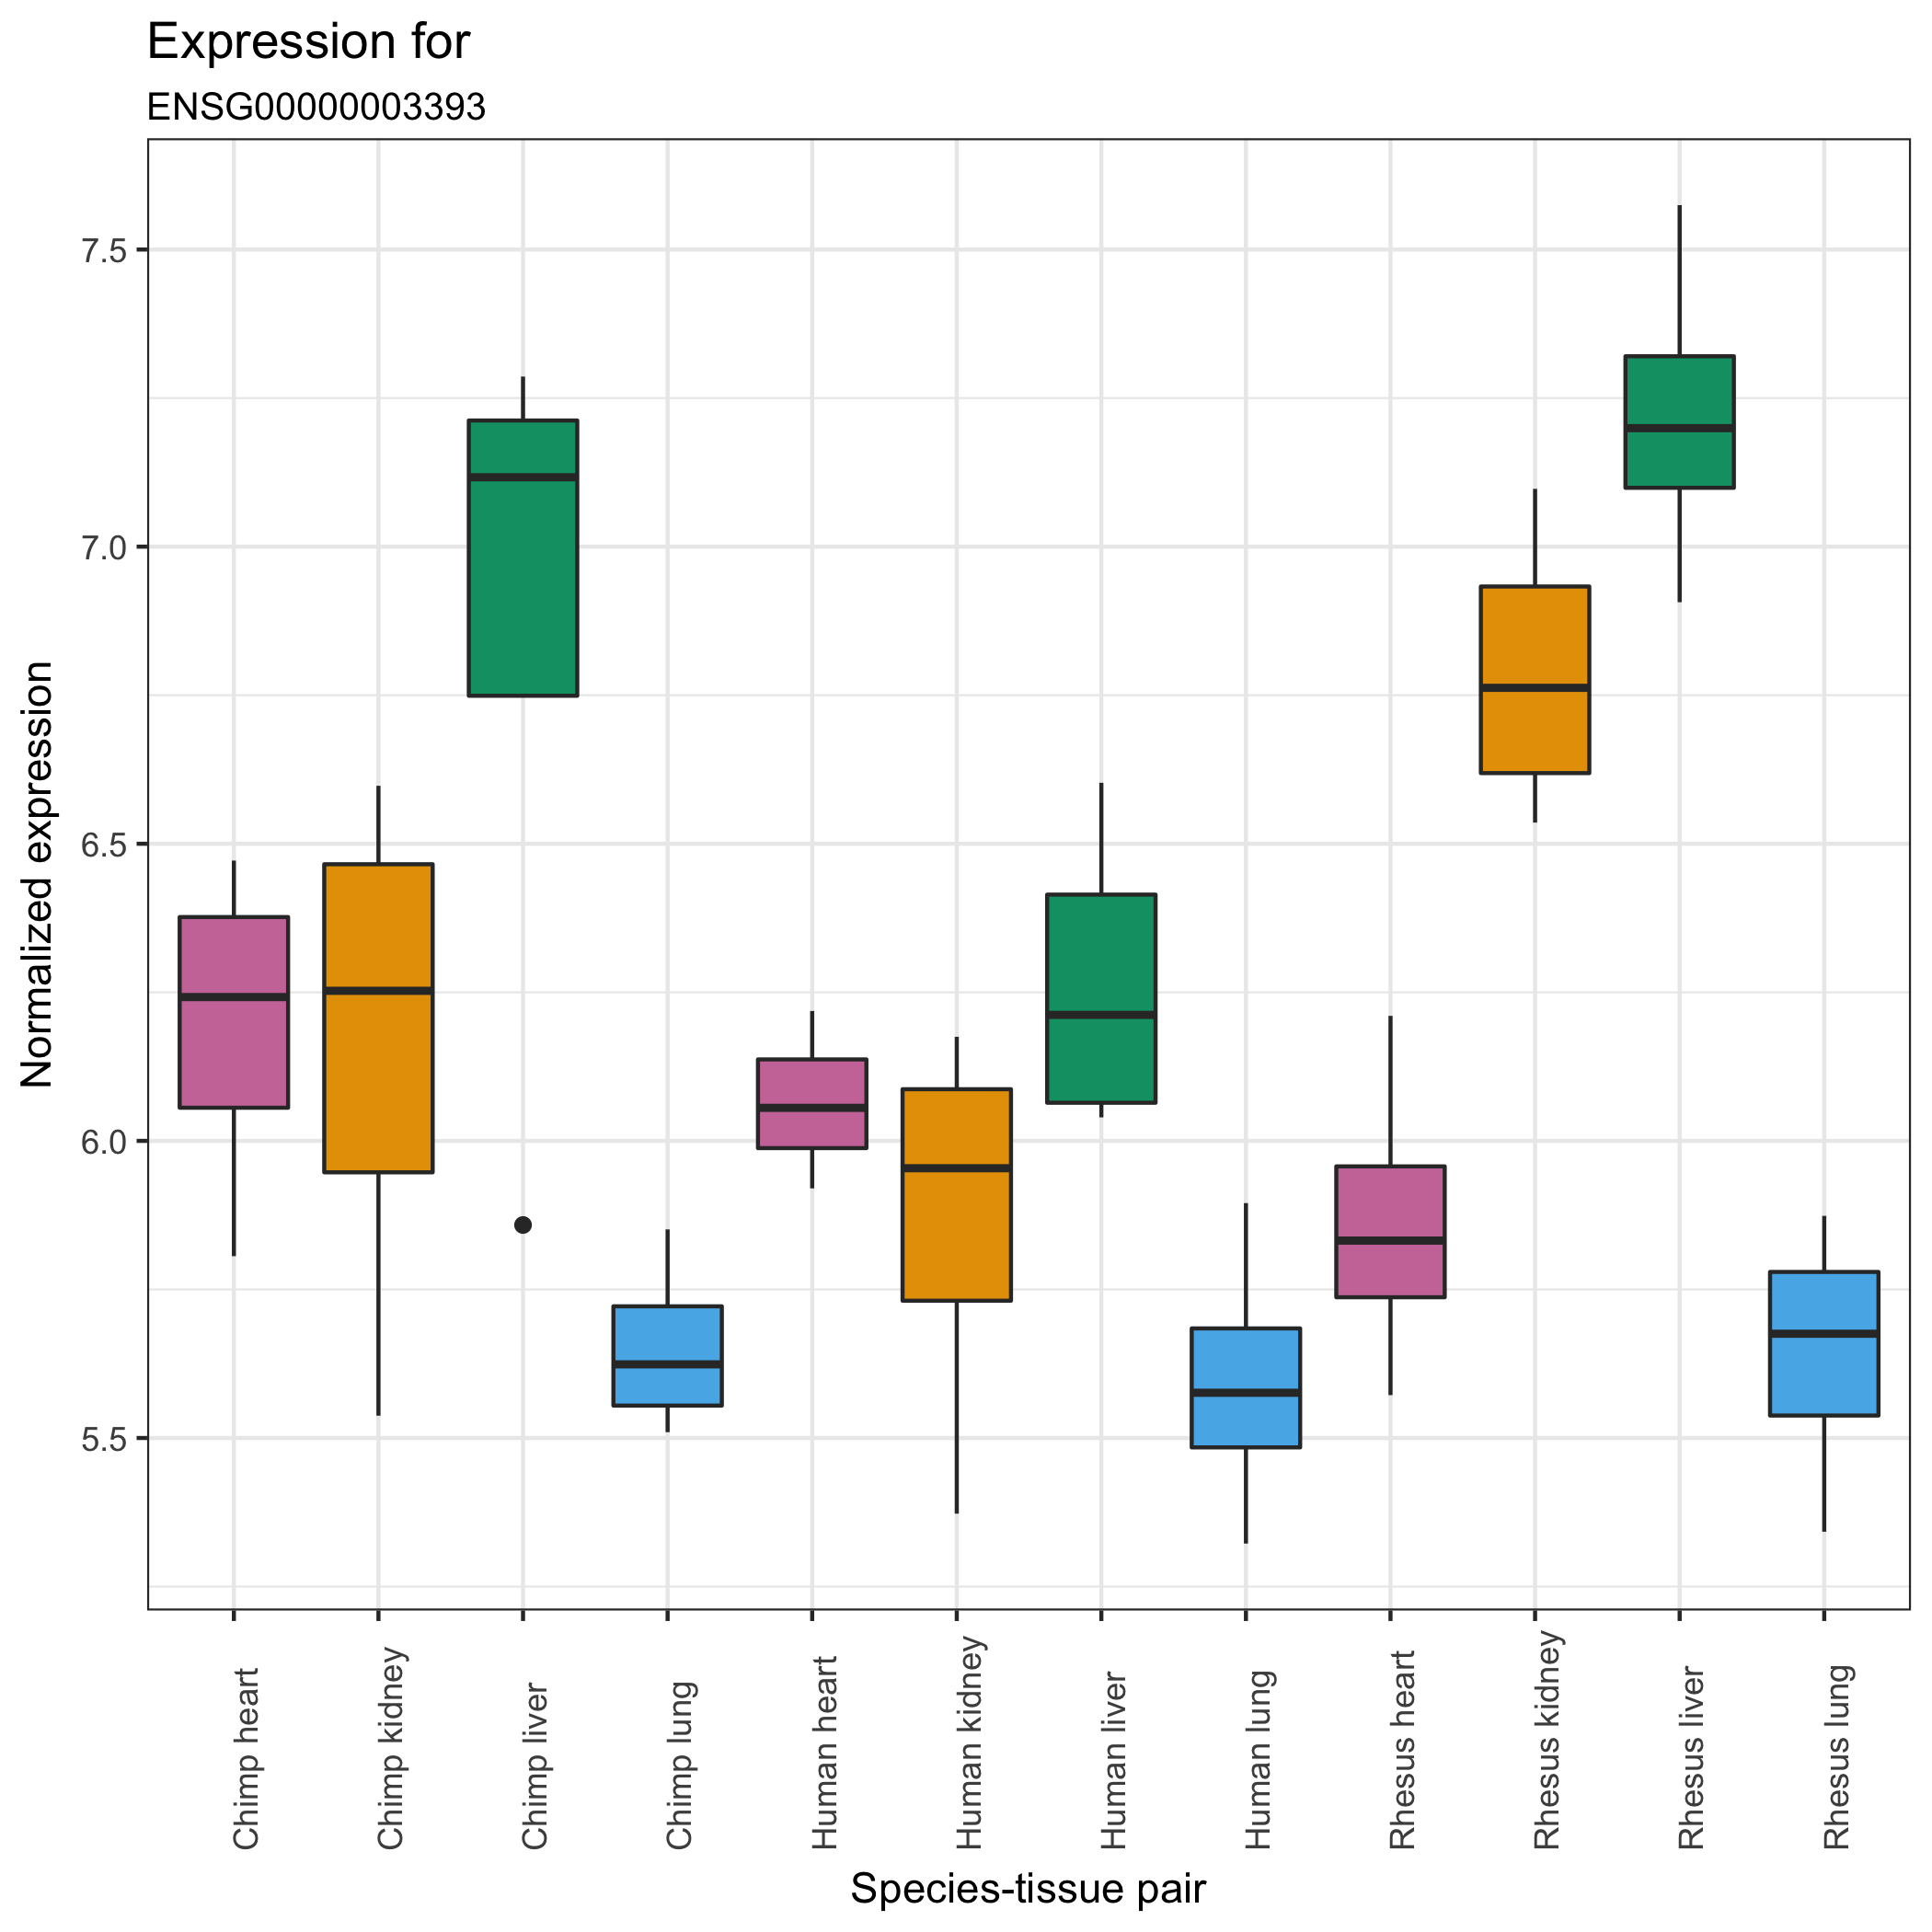 Expression for
ENSG00000003393
Normalized expression
7.5
7.0
6.5
6.0
5.5
Chimp heart
Chimp kidney
Chimp liver
Chimp lung
Human heart
Human kidney
Human liver
Human lung
Rhesus heart
Rhesus kidney
Rhesus liver
Rhesus lung
Species-tissue pair